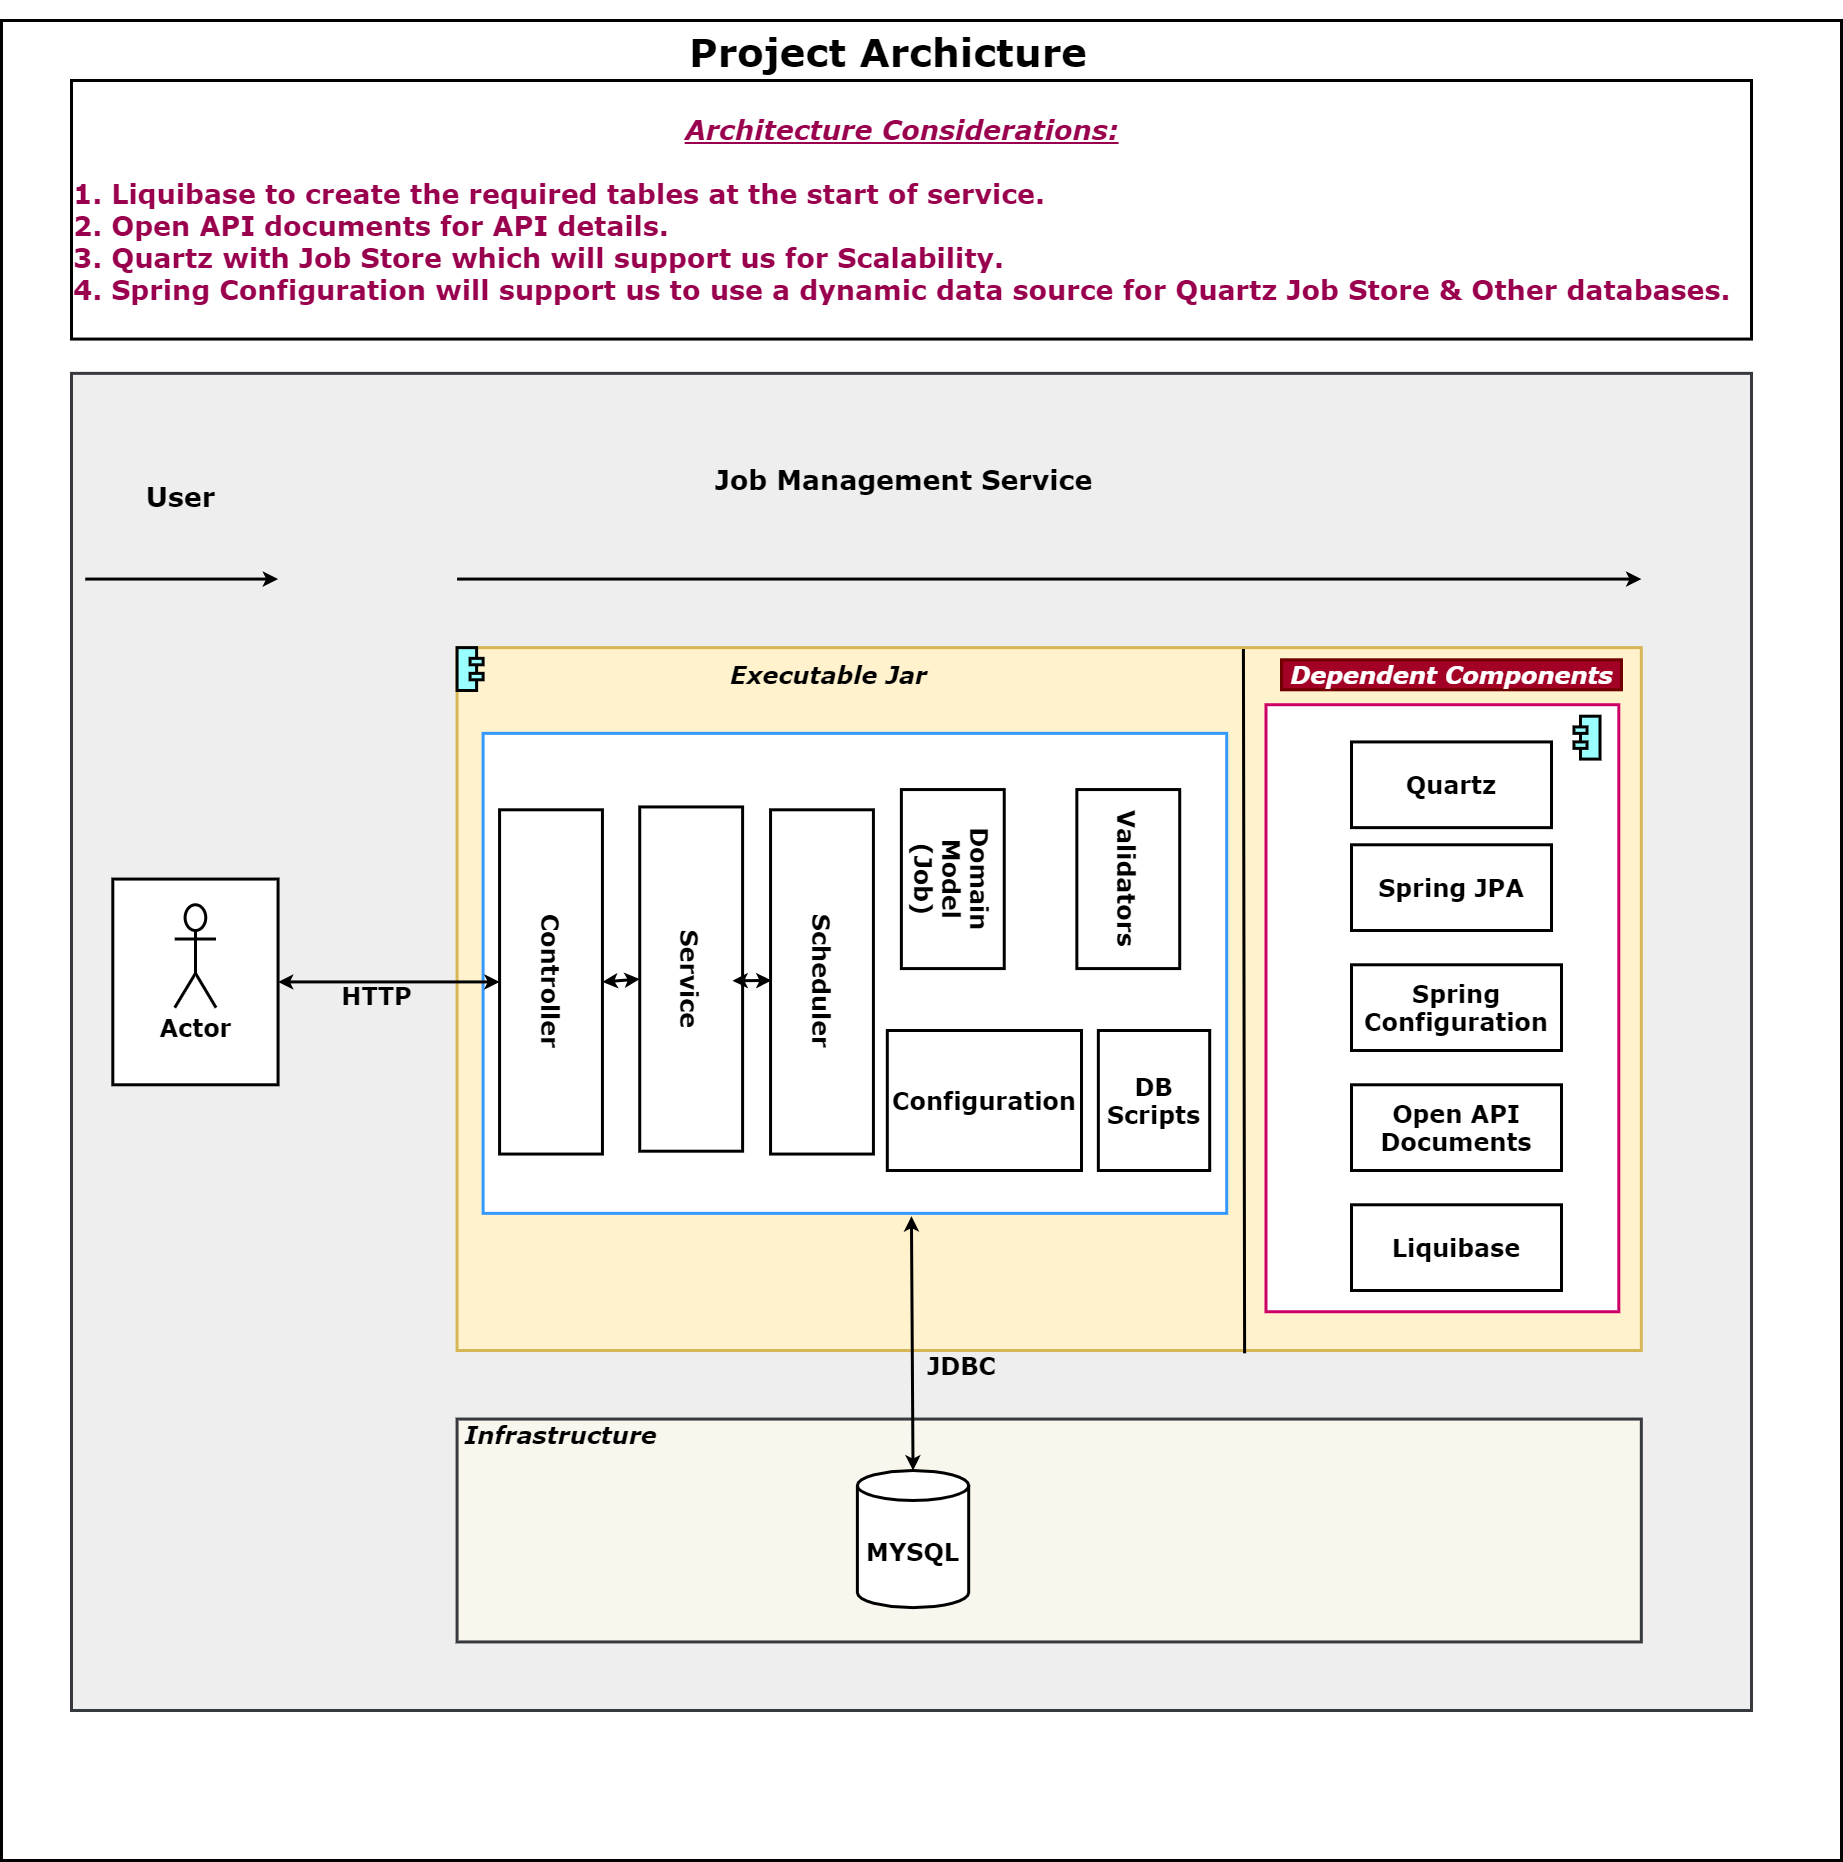 Project Archicture
Architecture Considerations:
1. Liquibase to create the required tables at the start of service.
2. Open API documents for API details.
3. Quartz with Job Store which will support us for Scalability.
4. Spring Configuration will support us to use a dynamic data source for Quartz Job Store & Other databases.
User
Job Management Service
Executable Jar
Dependent Components
Actor
HTTP
Controller
Service
Scheduler
Domain
Model
(Job)
Validators
Configuration
DB
Scripts
Quartz
Spring JPA
Spring
Configuration
Open API
Documents
Liquibase
JDBC
Infrastructure
MYSQL